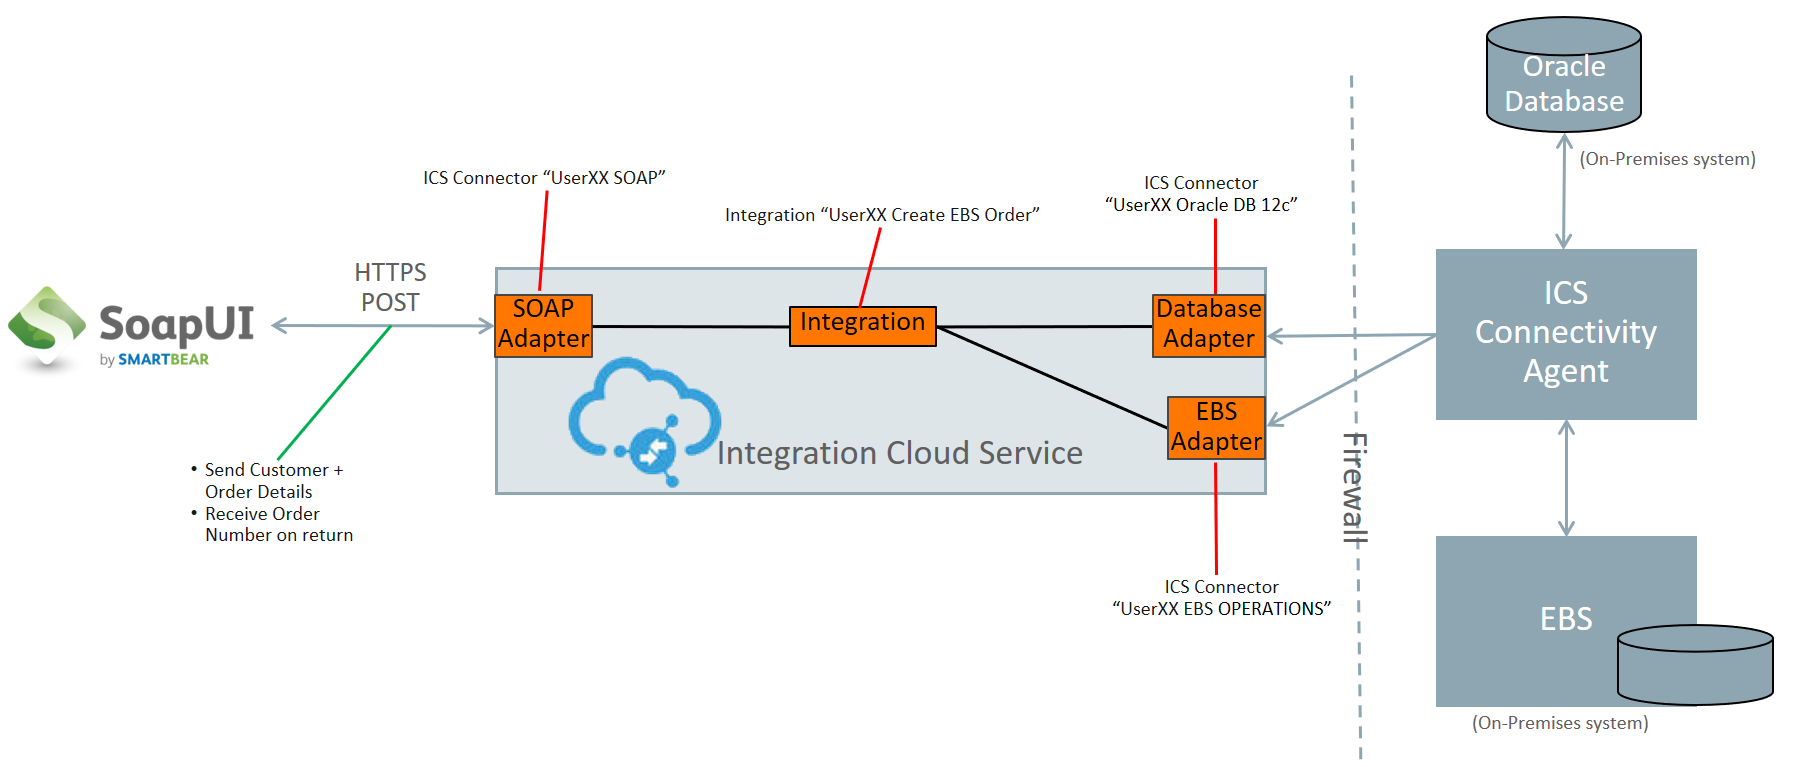 Oracle
Database
(On-Premises system)
ICS Connector “UserXX SOAP”
ICS Connector
“UserXX Oracle DB 12c”
Integration “UserXX Create EBS Order”
HTTPS
POST
SoapUI
by SMARTBEAR
SOAP
Adapter
Integration
Database
Adapter
ICS
Connectivity
Agent
EBS
Adapter
Integration Cloud Service
Firewall
• Send Customer +
Order Details
• Receive Order
Number on return
ICS Connector
“UserXX EBS OPERATIONS”
EBS
(On-Premises system)